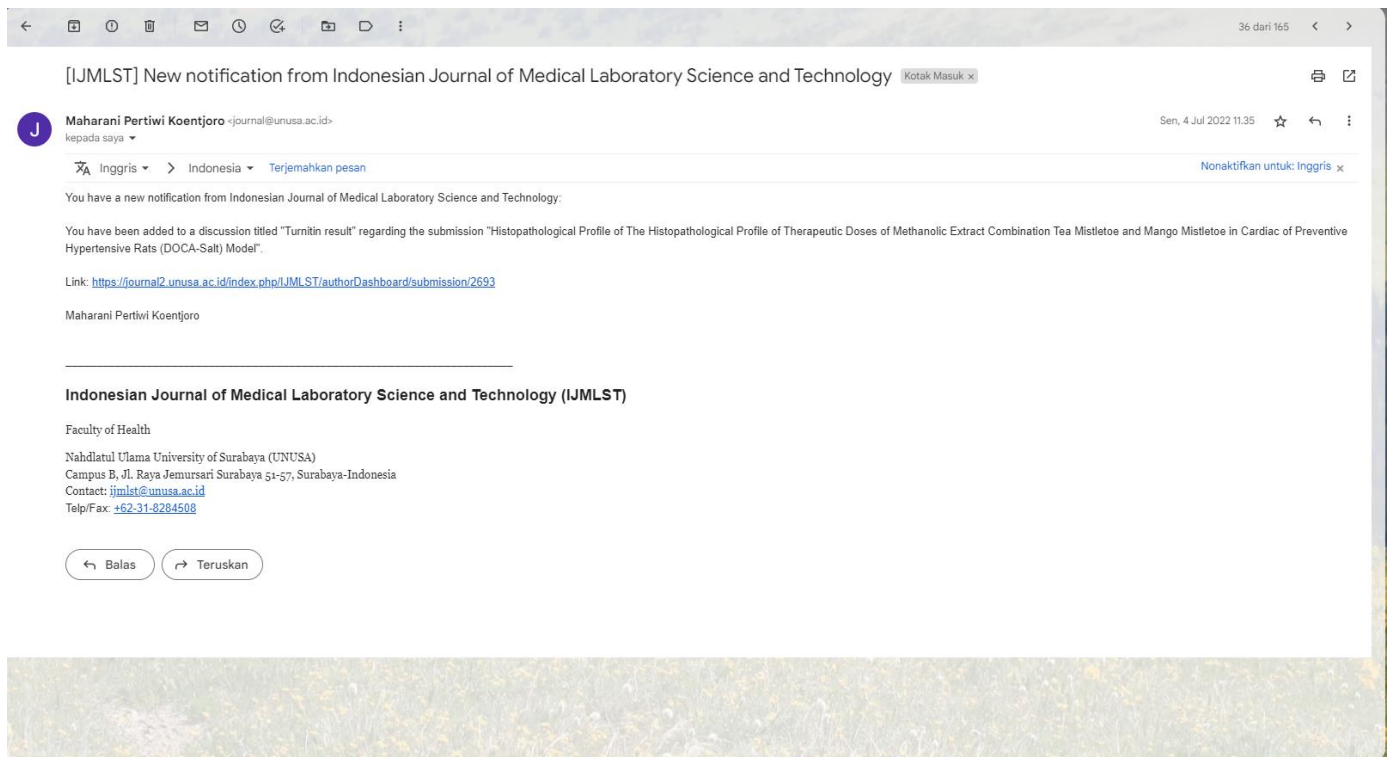 36 dari 165
[IJMLST] New notification from Indonesian Journal of Medical Laboratory Science and Technology Kotak Masuk x
J
Maharani Pertiwi Koentjoro <journal@unusa.ac.id>
Sen, 4 Jul 2022 11.35
kepada saya
Inggris > Indonesia Terjemahkan pesan
Nonaktifkan untuk: Inggris x
You have a new notification from Indonesian Journal of Medical Laboratory Science and Technology:
You have been added to a discussion titled "Turnitin result" regarding the submission "Histopathological Profile of The Histopathological Profile of Therapeutic Doses of Methanolic Extract Combination Tea Mistletoe and Mango Mistletoe in Cardiac of Preventive
Hypertensive Rats (DOCA-Salt) Model".
Link: https://journal2.unusa.ac.id/index.php/IJMLST/authorDashboard/submission/2693
Maharani Pertiwi Koentjoro
Indonesian Journal of Medical Laboratory Science and Technology (IJMLST)
Faculty of Health
Nahdlatul Ulama University of Surabaya (UNUSA)
Campus B, Jl. Raya Jemursari Surabaya 51-57, Surabaya-Indonesia
Contact: ijmlst@unusa.ac.id
Telp/Fax: +62-31-8284508
Balas
Teruskan